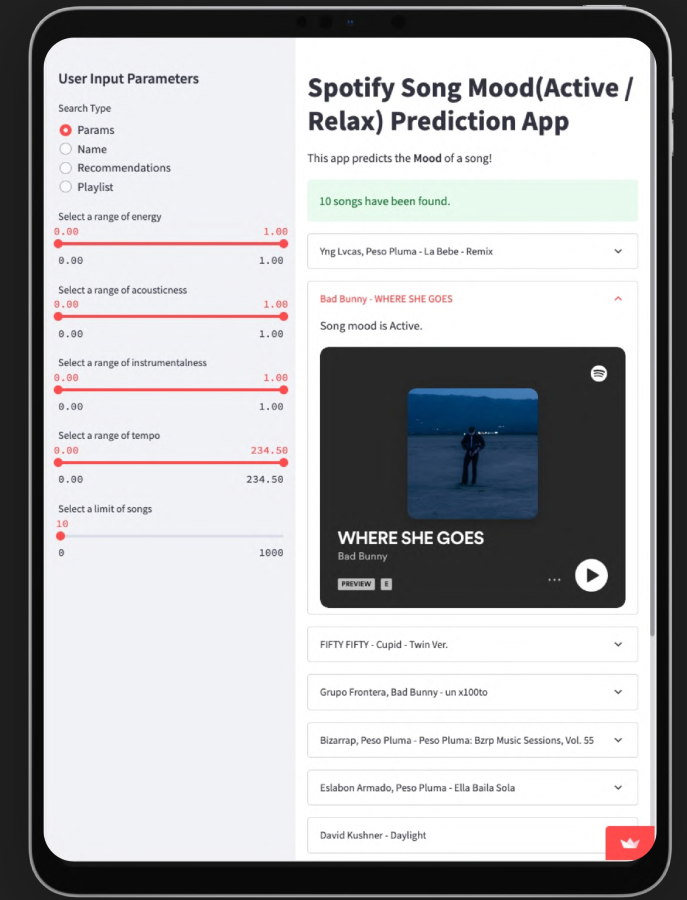 User Input Parameters
Search Type
Params
Name
Recommendations
Playlist
Select a range of energy
0.00 1.00
0.00 1.00
Select a range of acousticness
0.00 1.00
0.00 1.00
Select a range of instrumentalness
0.00 1.00
0.00 1.00
Select a range of tempo
0.00 234.50
0.00 234.50
Select a limit of songs
10
0 1000
Spotify Song Mood(Active /
Relax) Prediction App
This app predicts the Mood of a song!
10 songs have been found.
Yng Lvcas, Peso Pluma - La Bebe - Remix
Bad Bunny - WHERE SHE GOES
Song mood is Active.
WHERE SHE GOES
Bad Bunny
PREVIEW E
FIFTY FIFTY - Cupid - Twin Ver.
Grupo Frontera, Bad Bunny - un x100to
Bizarrap, Peso Pluma - Peso Pluma: Bzrp Music Sessions, Vol. 55
Eslabon Armado, Peso Pluma - Ella Baila Sola
David Kushner - Daylight